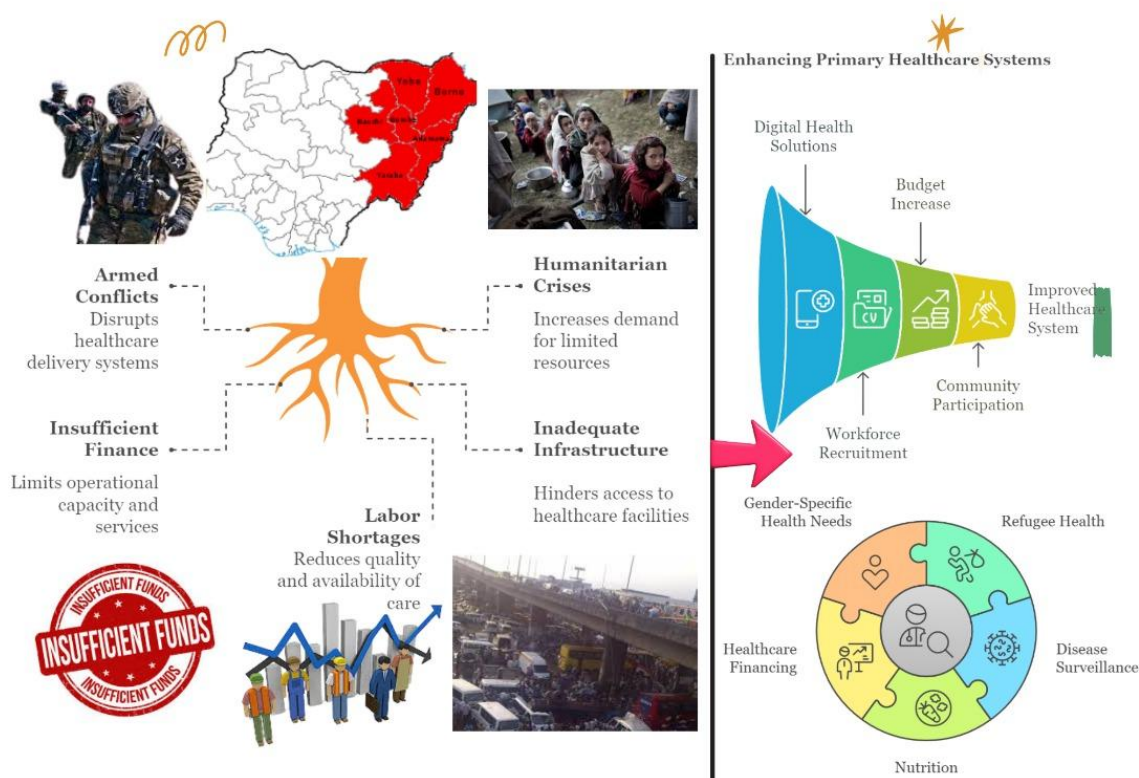 Yobe
Borno
Bauchi
Gombe
Adamawa
Taraba
Armed
Conflicts
Disrupts
healthcare
delivery systems
Humanitarian
Crises
Increases demand
for limited
resources
Insufficient
Finance
Limits operational
capacity and
services
Inadequate
Infrastructure
Hinders access to
healthcare facilities
Labor
Shortages
Reduces quality
and availability of
care
INSUFFICIENT FUNDS
INSUFFICIENT FUNDS
INSUFFICIENT FUNDS
Enhancing Primary Healthcare Systems
Digital Health
Solutions
Budget
Increase
CV
Improved
Healthcare
System
Community
Participation
Workforce
Recruitment
Gender-Specific
Health Needs
Refugee Health
Healthcare
Financing
Disease
Surveillance
Nutrition